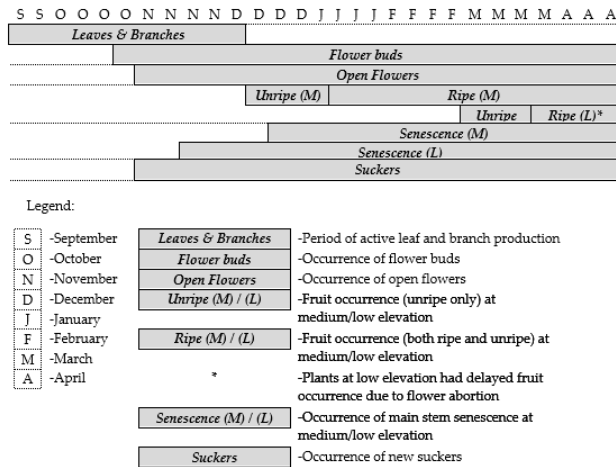 S S O O O O N N N N D D D D J J J J F F F F M M M M A A A
Leaves & Branches
Flower buds
Open Flowers
Unripe (M) Ripe (M)
Unripe Ripe (L)*
Senescence (M)
Senescence (L)
Suckers
Legend:
S -September Leaves & Branches -Period of active leaf and branch production
O -October Flower buds -Occurrence of flower buds
N -November Open Flowers -Occurrence of open flowers
D -December Unripe (M) / (L) -Fruit occurrence (unripe only) at
J -January medium/low elevation
F -February Ripe (M) / (L) -Fruit occurrence (both ripe and unripe) at
M -March medium/low elevation
A -April * -Plants at low elevation had delayed fruit
occurrence due to flower abortion
Senescence (M) / (L) -Occurrence of main stem senescence at
medium/low elevation
Suckers -Occurrence of new suckers